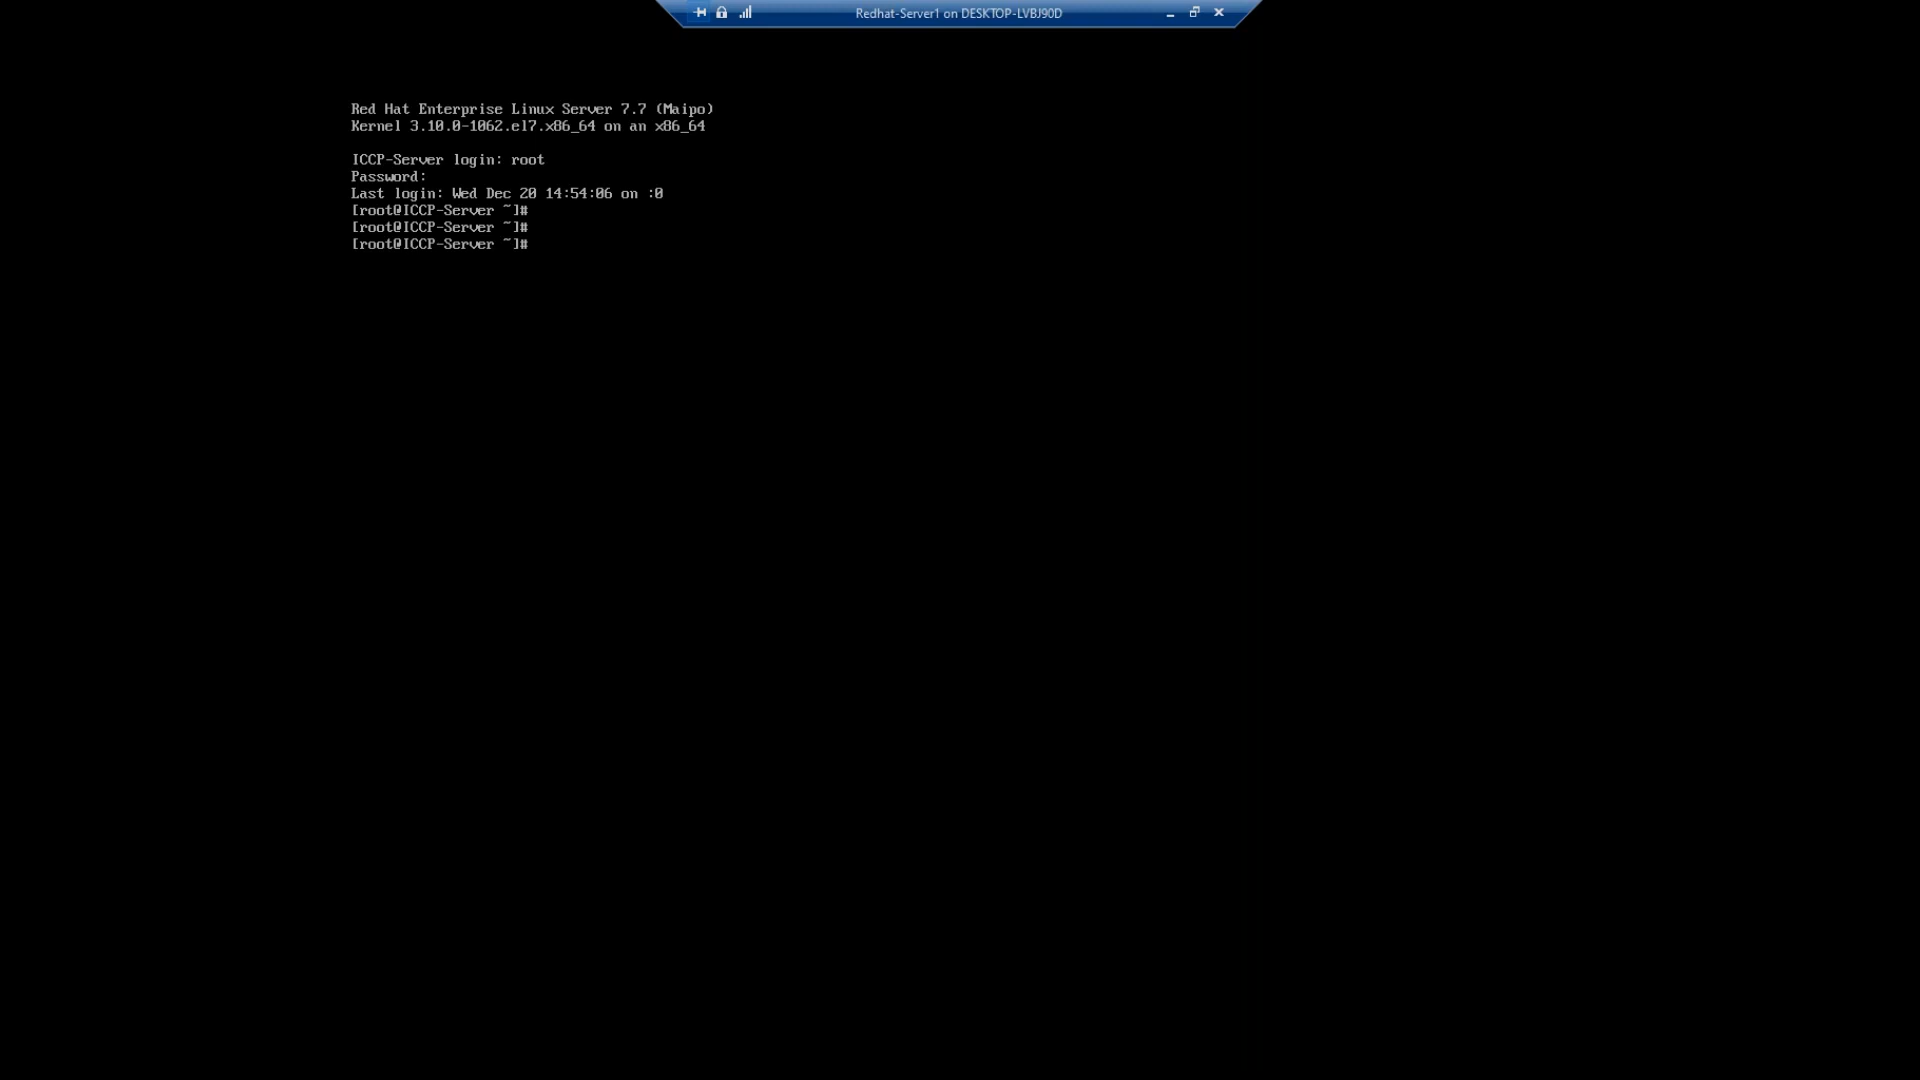 Redhat-Server1 on DESKTOP-LVBJ90D
Red Hat Enterprise Linux Server 7.7 (Maipo)
Kernel 3.10.0-1062.el7.x86_64 on an x86_64
ICCP-Server login: root
Password:
Last login: Wed Dec 20 14:54:06 on :0
[root@ICCP-Server ~]#
[root@ICCP-Server ~]#
[root@ICCP-Server ~]#